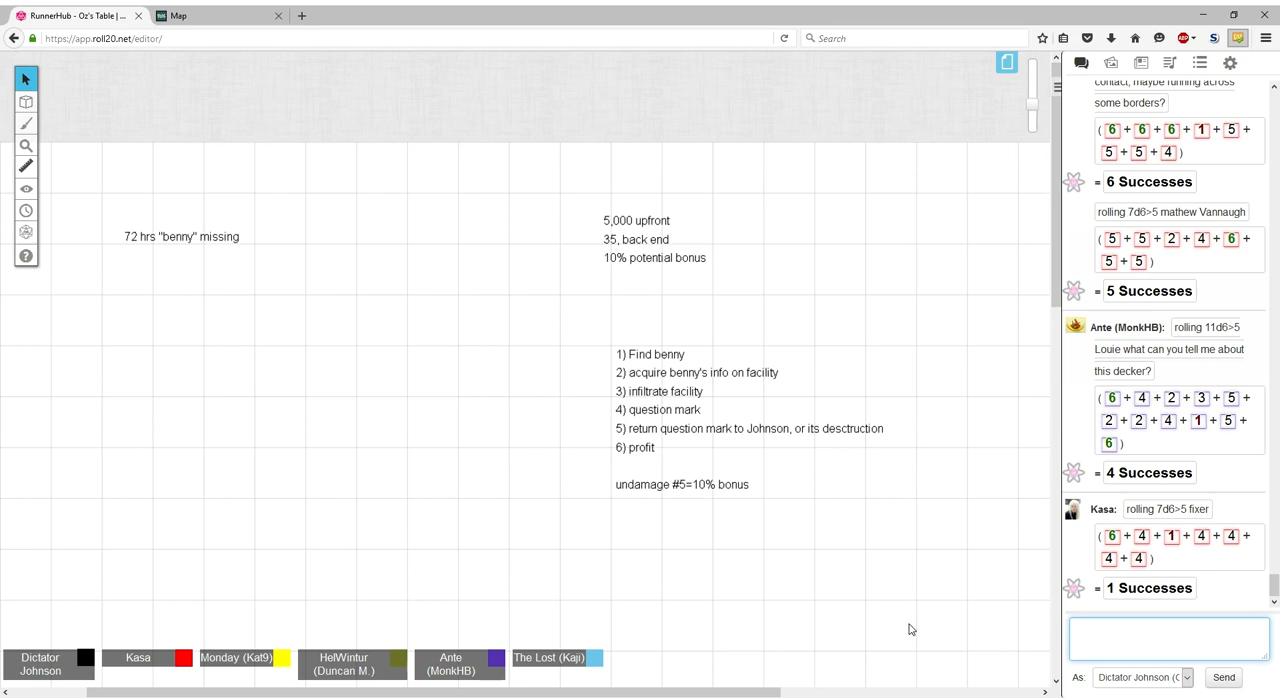 RunnerHub - Oz's Table | ...
Map
https://app.roll20.net/editor/
Search
ABP
S
72 hrs "benny" missing
5,000 upfront
35, back end
10% potential bonus
1) Find benny
2) acquire benny's info on facility
3) infiltrate facility
4) question mark
5) return question mark to Johnson, or its desctruction
6) profit
undamage #5=10% bonus
Dictator
Johnson
Kasa
Monday (Kat9)
HelWintur
(Duncan M.)
Ante
(MonkHB)
The Lost (Kaji)
contact, maybe running across
some borders?
( 6 + 6 + 6 + 1 + 5 +
5 + 5 + 4 )
= 6 Successes
rolling 7d6>5 mathew Vannaugh
( 5 + 5 + 2 + 4 + 6 +
5 + 5 )
= 5 Successes
Ante (MonkHB): rolling 11d6>5
Louie what can you tell me about
this decker?
( 6 + 4 + 2 + 3 + 5 +
2 + 2 + 4 + 1 + 5 +
6 )
= 4 Successes
Kasa: rolling 7d6>5 fixer
( 6 + 4 + 1 + 4 + 4 +
4 + 4 )
= 1 Successes
As: Dictator Johnson (G
Send